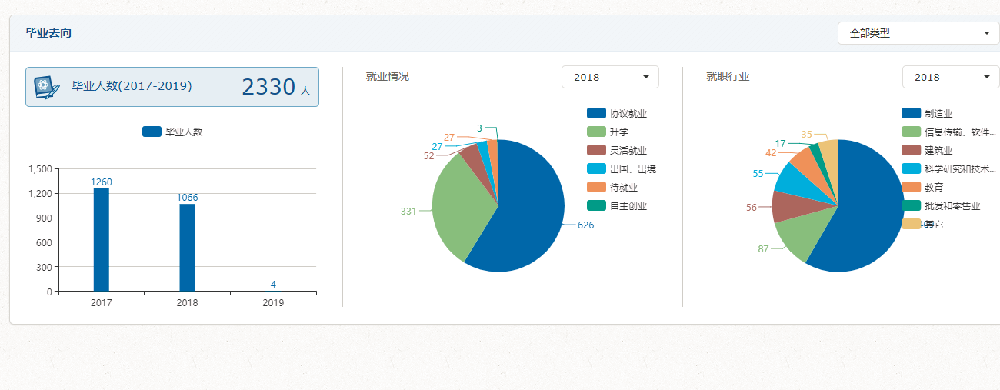 毕业去向
全部类型
毕业人数(2017-2019)
2330 人
毕业人数
1,500
1,200
900
600
300
0
1260
1066
4
2017
2018
2019
就业情况
2018
协议就业
升学
灵活就业
出国、出境
待就业
自主创业
3
27
27
52
331
626
就职行业
2018
制造业
信息传输、软件...
建筑业
科学研究和技术...
教育
批发和零售业
其它
35
17
42
55
56
87